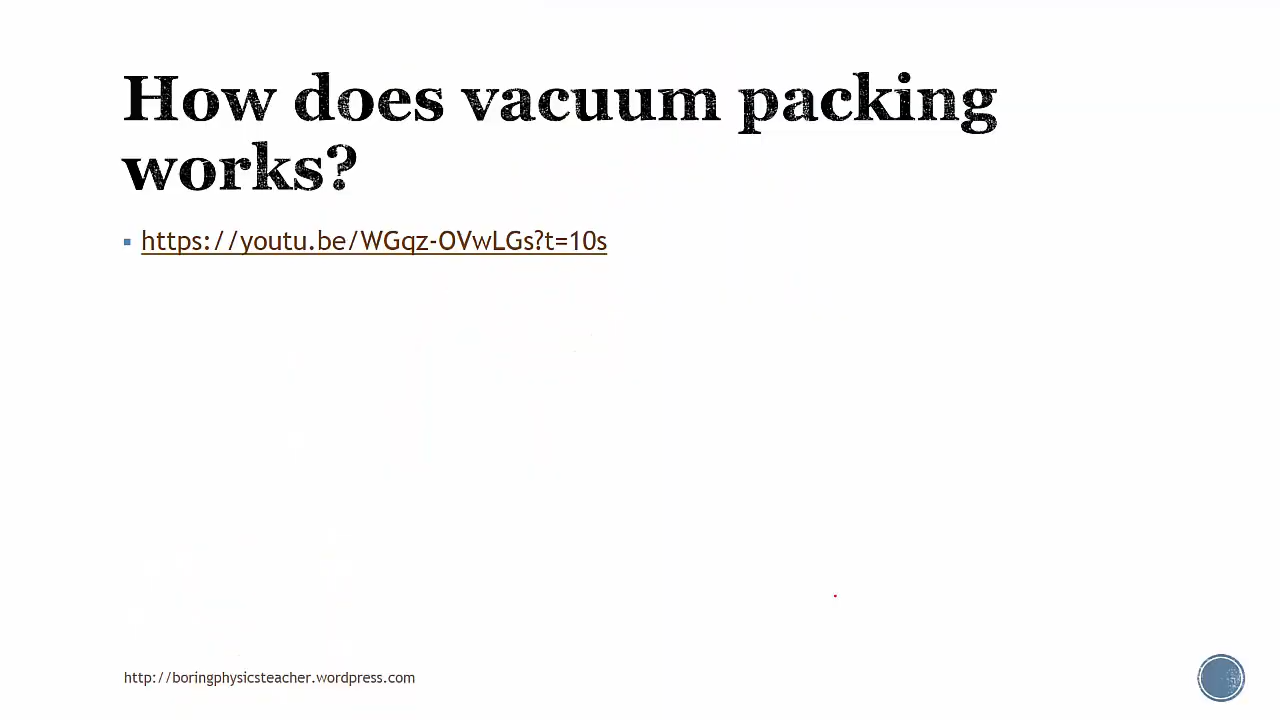 How does vacuum packing
works?
https://youtu.be/WGqz-OVwLGs?t=10s
http://boringphysicsteacher.wordpress.com